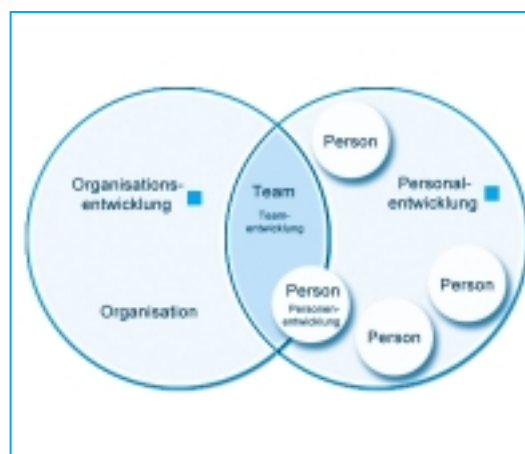 Organisations-
entwicklung
Organisation
Team
Team-
entwicklung
Person
Personal-
entwicklung
Person
Personen-
entwicklung
Person
Person